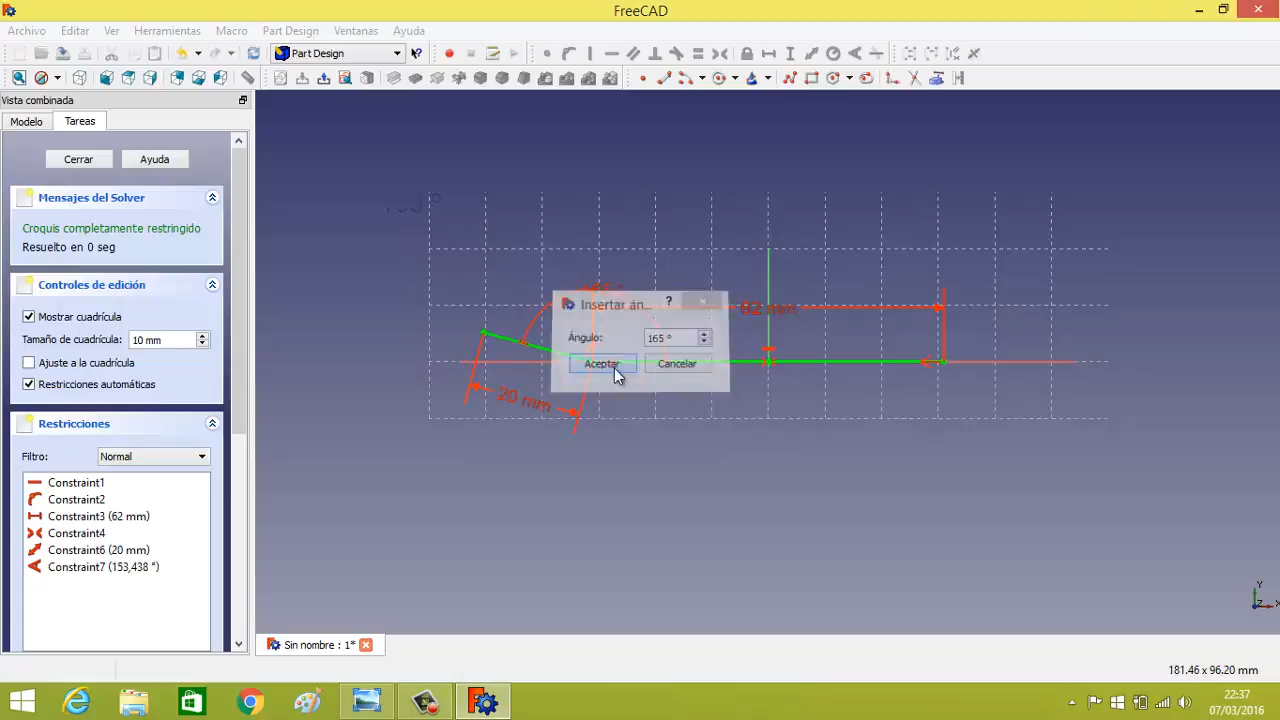 FreeCAD
Archivo Editar Ver Herramientas Macro Part Design Ventanas Ayuda
Part Design
Vista combinada
Modelo Tareas
Cerrar Ayuda
Mensajes del Solver
Croquis completamente restringido
Resuelto en 0 seg
Controles de edición
Mostrar cuadrícula
Tamaño de cuadrícula: 10 mm
Ajuste a la cuadrícula
Restricciones automáticas
Restricciones
Filtro: Normal
Constraint1
Constraint2
Constraint3 (62 mm)
Constraint4
Constraint6 (20 mm)
Constraint7 (153,438 °)
62 mm
Insertar án... ?
Ángulo: 165 °
Aceptar Cancelar
20 mm
Y
Z X
Sin nombre : 1*
181.46 x 96.20 mm
22:37
07/03/2016